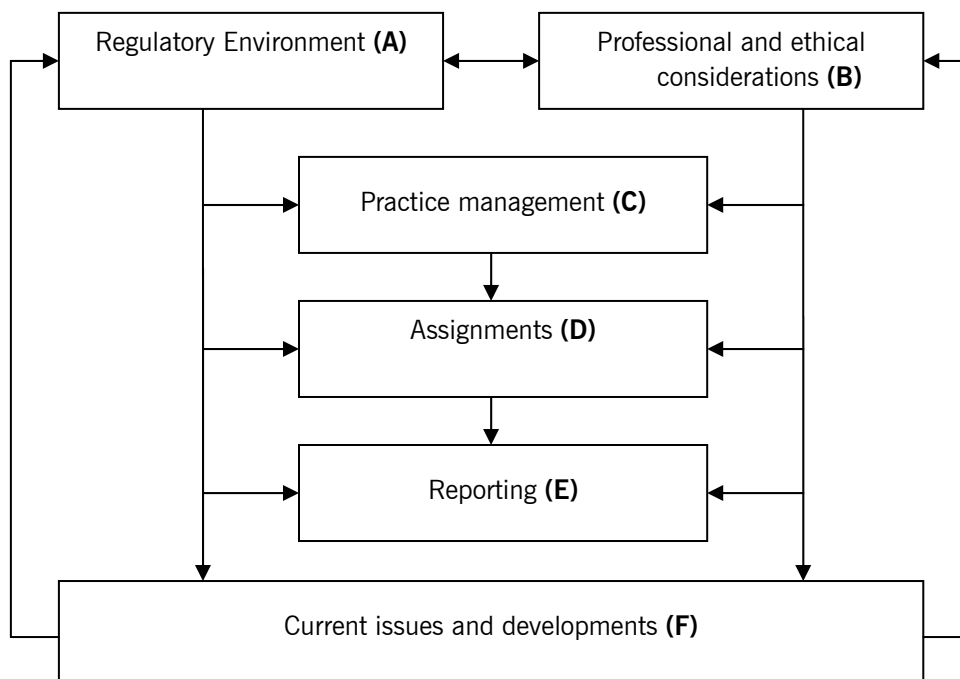 Regulatory Environment (A)
Professional and ethical
considerations (B)
Practice management (C)
Assignments (D)
Reporting (E)
Current issues and developments (F)